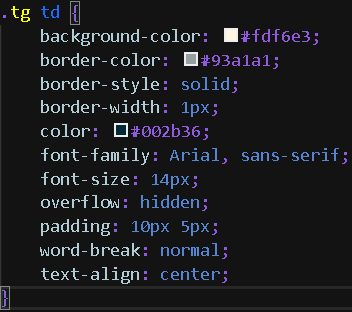 .tg td {
background-color: #fdf6e3;
border-color: #93a1a1;
border-style: solid;
border-width: 1px;
color: #002b36;
font-family: Arial, sans-serif;
font-size: 14px;
overflow: hidden;
padding: 10px 5px;
word-break: normal;
text-align: center;
}